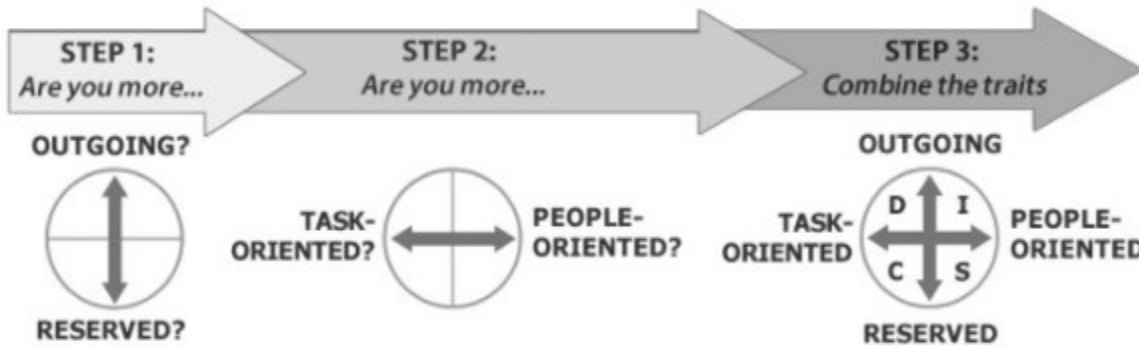 STEP 1:
Are you more...
STEP 2:
Are you more...
STEP 3:
Combine the traits
OUTGOING?
RESERVED?
TASK-
ORIENTED?
PEOPLE-
ORIENTED?
OUTGOING
TASK-
ORIENTED
D I
C S
PEOPLE-
ORIENTED
RESERVED